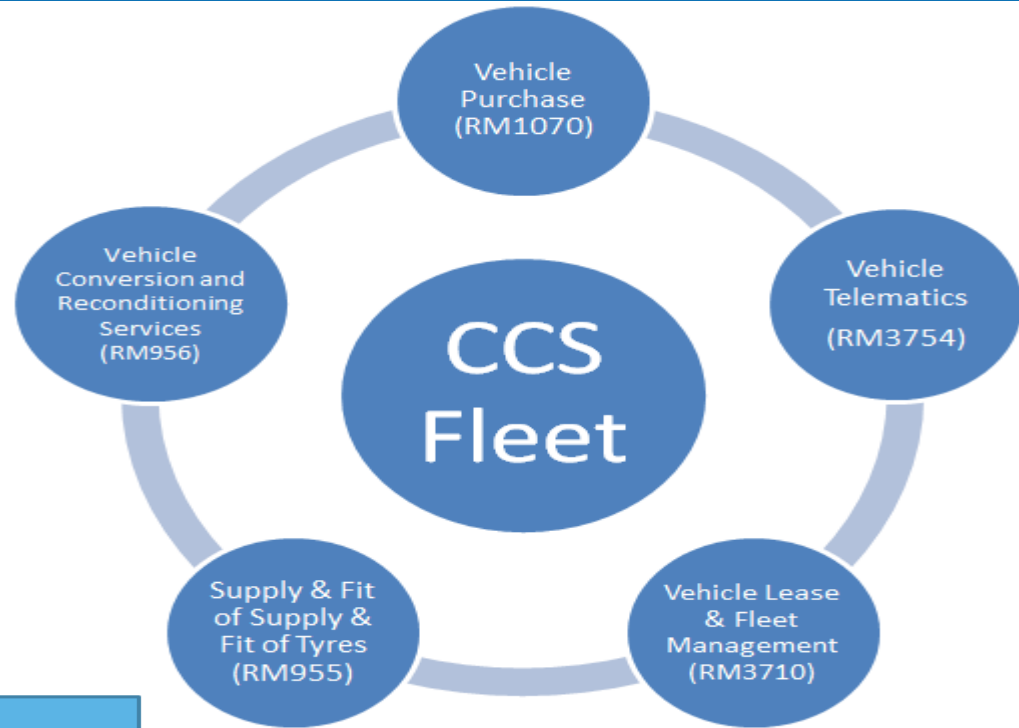 Vehicle
Purchase
(RM1070)
Vehicle
Telematics
(RM3754)
Vehicle Lease
& Fleet
Management
(RM3710)
Supply & Fit
of Supply &
Fit of Tyres
(RM955)
Vehicle
Conversion and
Reconditioning
Services
(RM956)
CCS
Fleet